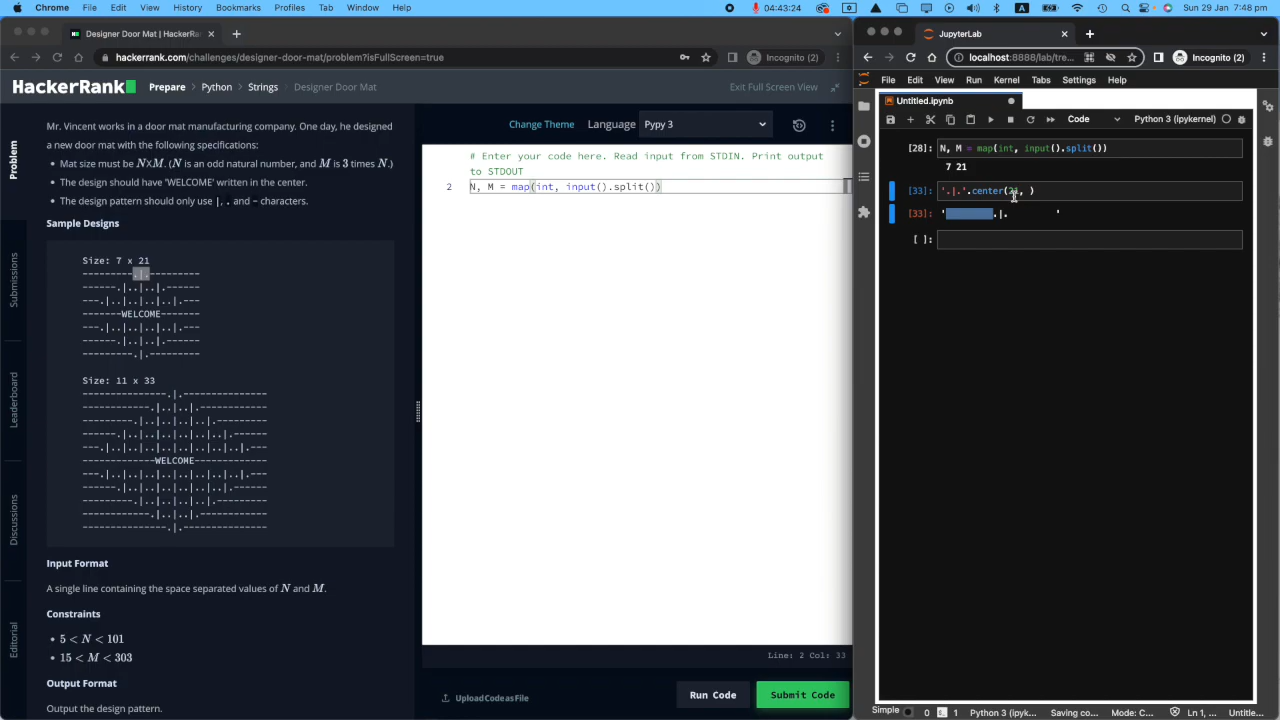 Chrome File Edit View History Bookmarks Profiles Tab Window Help 04:43:24 A Sun 29 Jan 7:48 pm
Designer Door Mat | HackerRan
JupyterLab
hackerrank.com/challenges/designer-door-mat/problem?isFullScreen=true Incognito (2)
localhost:8888/lab/tre Incognito (2)
HackerRank Prepare Python Strings Designer Door Mat Exit Full Screen View
File Edit View Run Kernel Tabs Settings Help
Untitled.ipynb
Code Python 3 (ipykernel)
Problem
Submissions
Leaderboard
Discussions
Editorial
Mr. Vincent works in a door mat manufacturing company. One day, he designed
a new door mat with the following specifications:
Mat size must be N×M. (N is an odd natural number, and M is 3 times N.)
The design should have 'WELCOME' written in the center.
The design pattern should only use |, . and - characters.
Sample Designs
Size: 7 x 21
---------.|.---------
------.|..|..|.------
---.|..|..|..|..|.---
-------WELCOME-------
---.|..|..|..|..|.---
------.|..|..|.------
---------.|.---------
Size: 11 x 33
---------------.|.---------------
------------.|..|..|.------------
---------.|..|..|..|..|.---------
------.|..|..|..|..|..|..|.------
---.|..|..|..|..|..|..|..|..|.---
-------------WELCOME-------------
---.|..|..|..|..|..|..|..|..|.---
------.|..|..|..|..|..|..|.------
---------.|..|..|..|..|.---------
------------.|..|..|.------------
---------------.|.---------------
Input Format
A single line containing the space separated values of N and M.
Constraints
5 < N < 101
15 < M < 303
Output Format
Output the design pattern.
Change Theme Language Pypy 3
# Enter your code here. Read input from STDIN. Print output
to STDOUT
2 N, M = map(int, input().split())
Line: 2 Col: 33
Upload Code as File Run Code Submit Code
[28]: N, M = map(int, input().split())
7 21
[33]: '.|.'.center(21, )
[33]: '         .|.         '
[ ]:
Simple 0 1 Mode: C... Ln 1, Untitle...